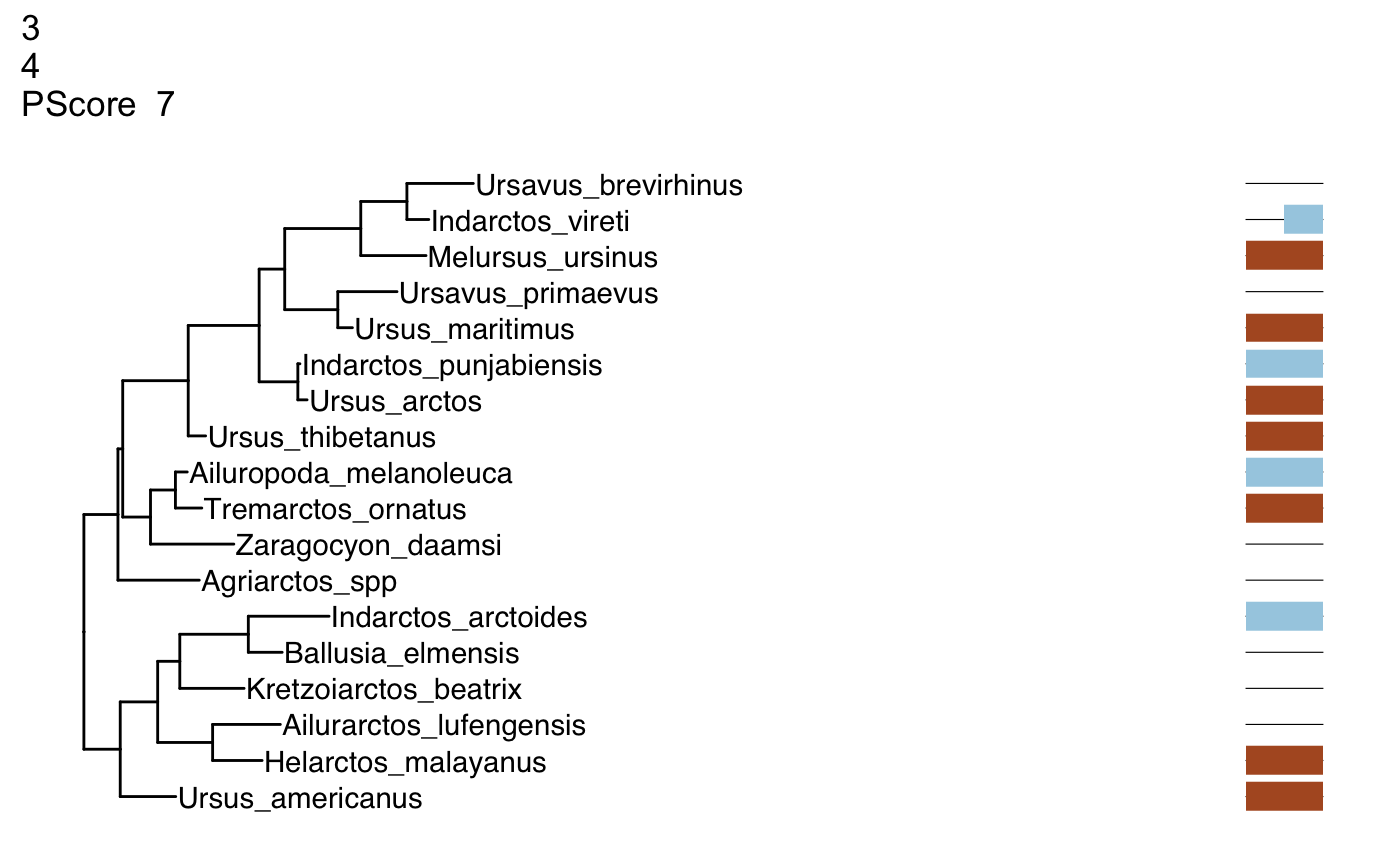 3
4
PScore 7
Ursavus_brevirhinus
Indarctos_vireti
Melursus_ursinus
Ursavus_primaevus
Ursus_maritimus
Indarctos_punjabiensis
Ursus_arctos
Ursus_thibetanus
Ailuropoda_melanoleuca
Tremarctos_ornatus
Zaragocyon_daamsi
Agriarctos_spp
Indarctos_arctoides
Ballusia_elmensis
Kretzoiarctos_beatrix
Ailurarctos_lufengensis
Helarctos_malayanus
Ursus_americanus